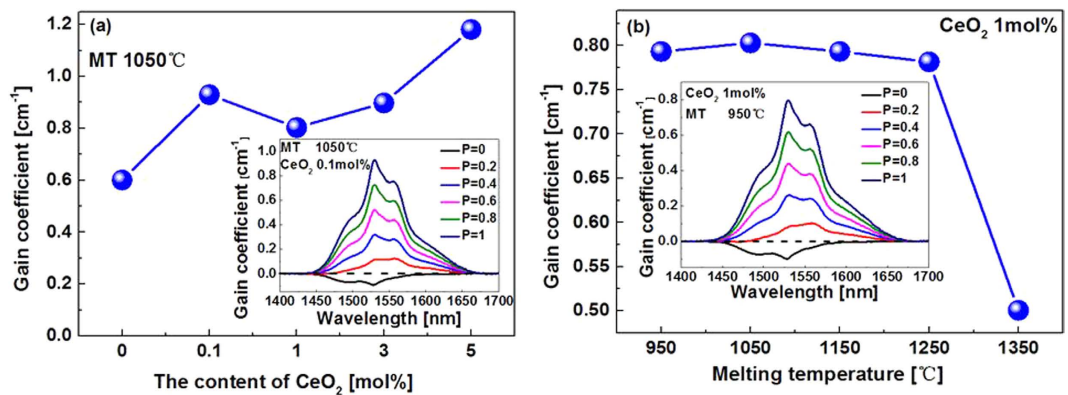 (a)
MT 1050℃
Gain coefficient [cm⁻¹]
1.2
1.0
0.8
0.6
0.4
0.2
0.0
0
0.1
1
3
5
The content of CeO₂ [mol%]
MT 1050℃
CeO₂ 0.1mol%
P=0
P=0.2
P=0.4
P=0.6
P=0.8
P=1
Gain coefficient [cm⁻¹]
1.0
0.8
0.6
0.4
0.2
0.0
1400
1450
1500
1550
1600
1650
1700
Wavelength [nm]
(b)
CeO₂ 1mol%
Gain coefficient [cm⁻¹]
0.80
0.75
0.70
0.65
0.60
0.55
0.50
950
1050
1150
1250
1350
Melting temperature [℃]
CeO₂ 1mol%
MT 950℃
P=0
P=0.2
P=0.4
P=0.6
P=0.8
P=1
Gain coefficient [cm⁻¹]
0.8
0.6
0.4
0.2
0.0
1400
1450
1500
1550
1600
1650
1700
Wavelength [nm]